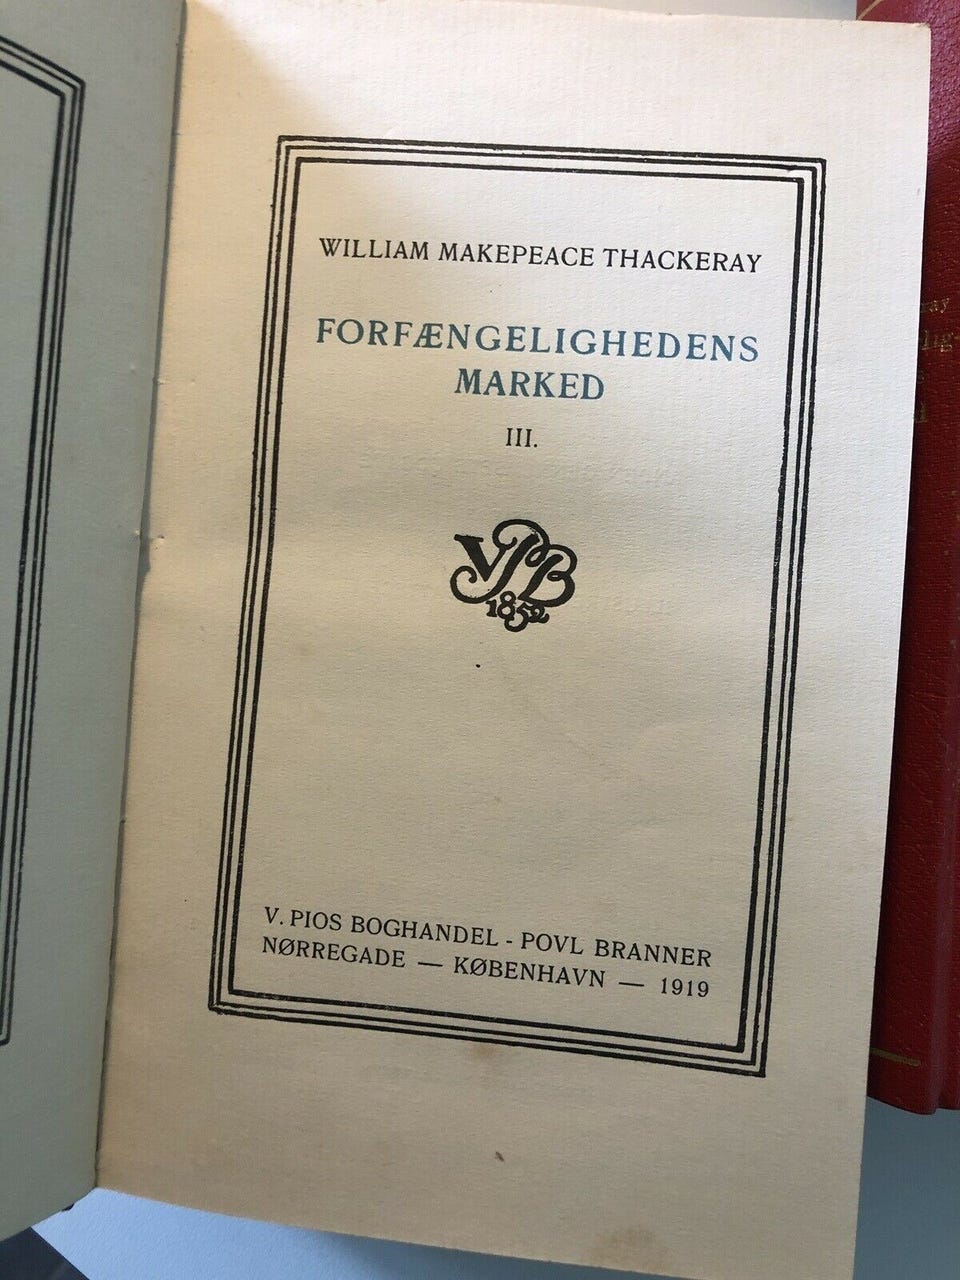 WILLIAM MAKEPEACE THACKERAY
FORFÆNGELIGHEDENS
MARKED
III.
VPB
1852
V. PIOS BOGHANDEL - POVL BRANNER
NØRREGADE — KØBENHAVN — 1919